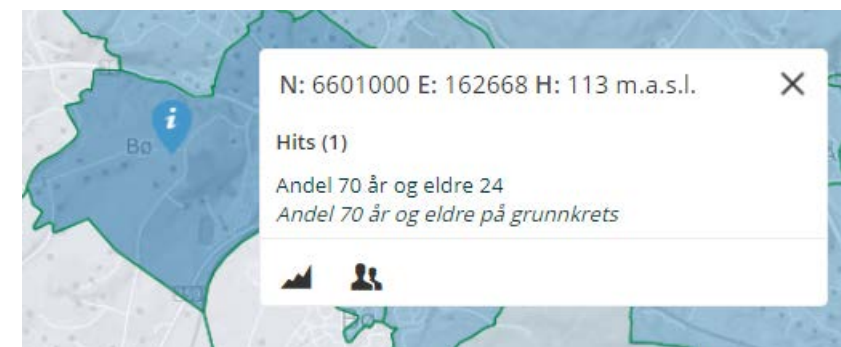 N: 6601000 E: 162668 H: 113 m.a.s.l.
Hits (1)
Andel 70 år og eldre 24
Andel 70 år og eldre på grunnkrets
i
Bø
Bø